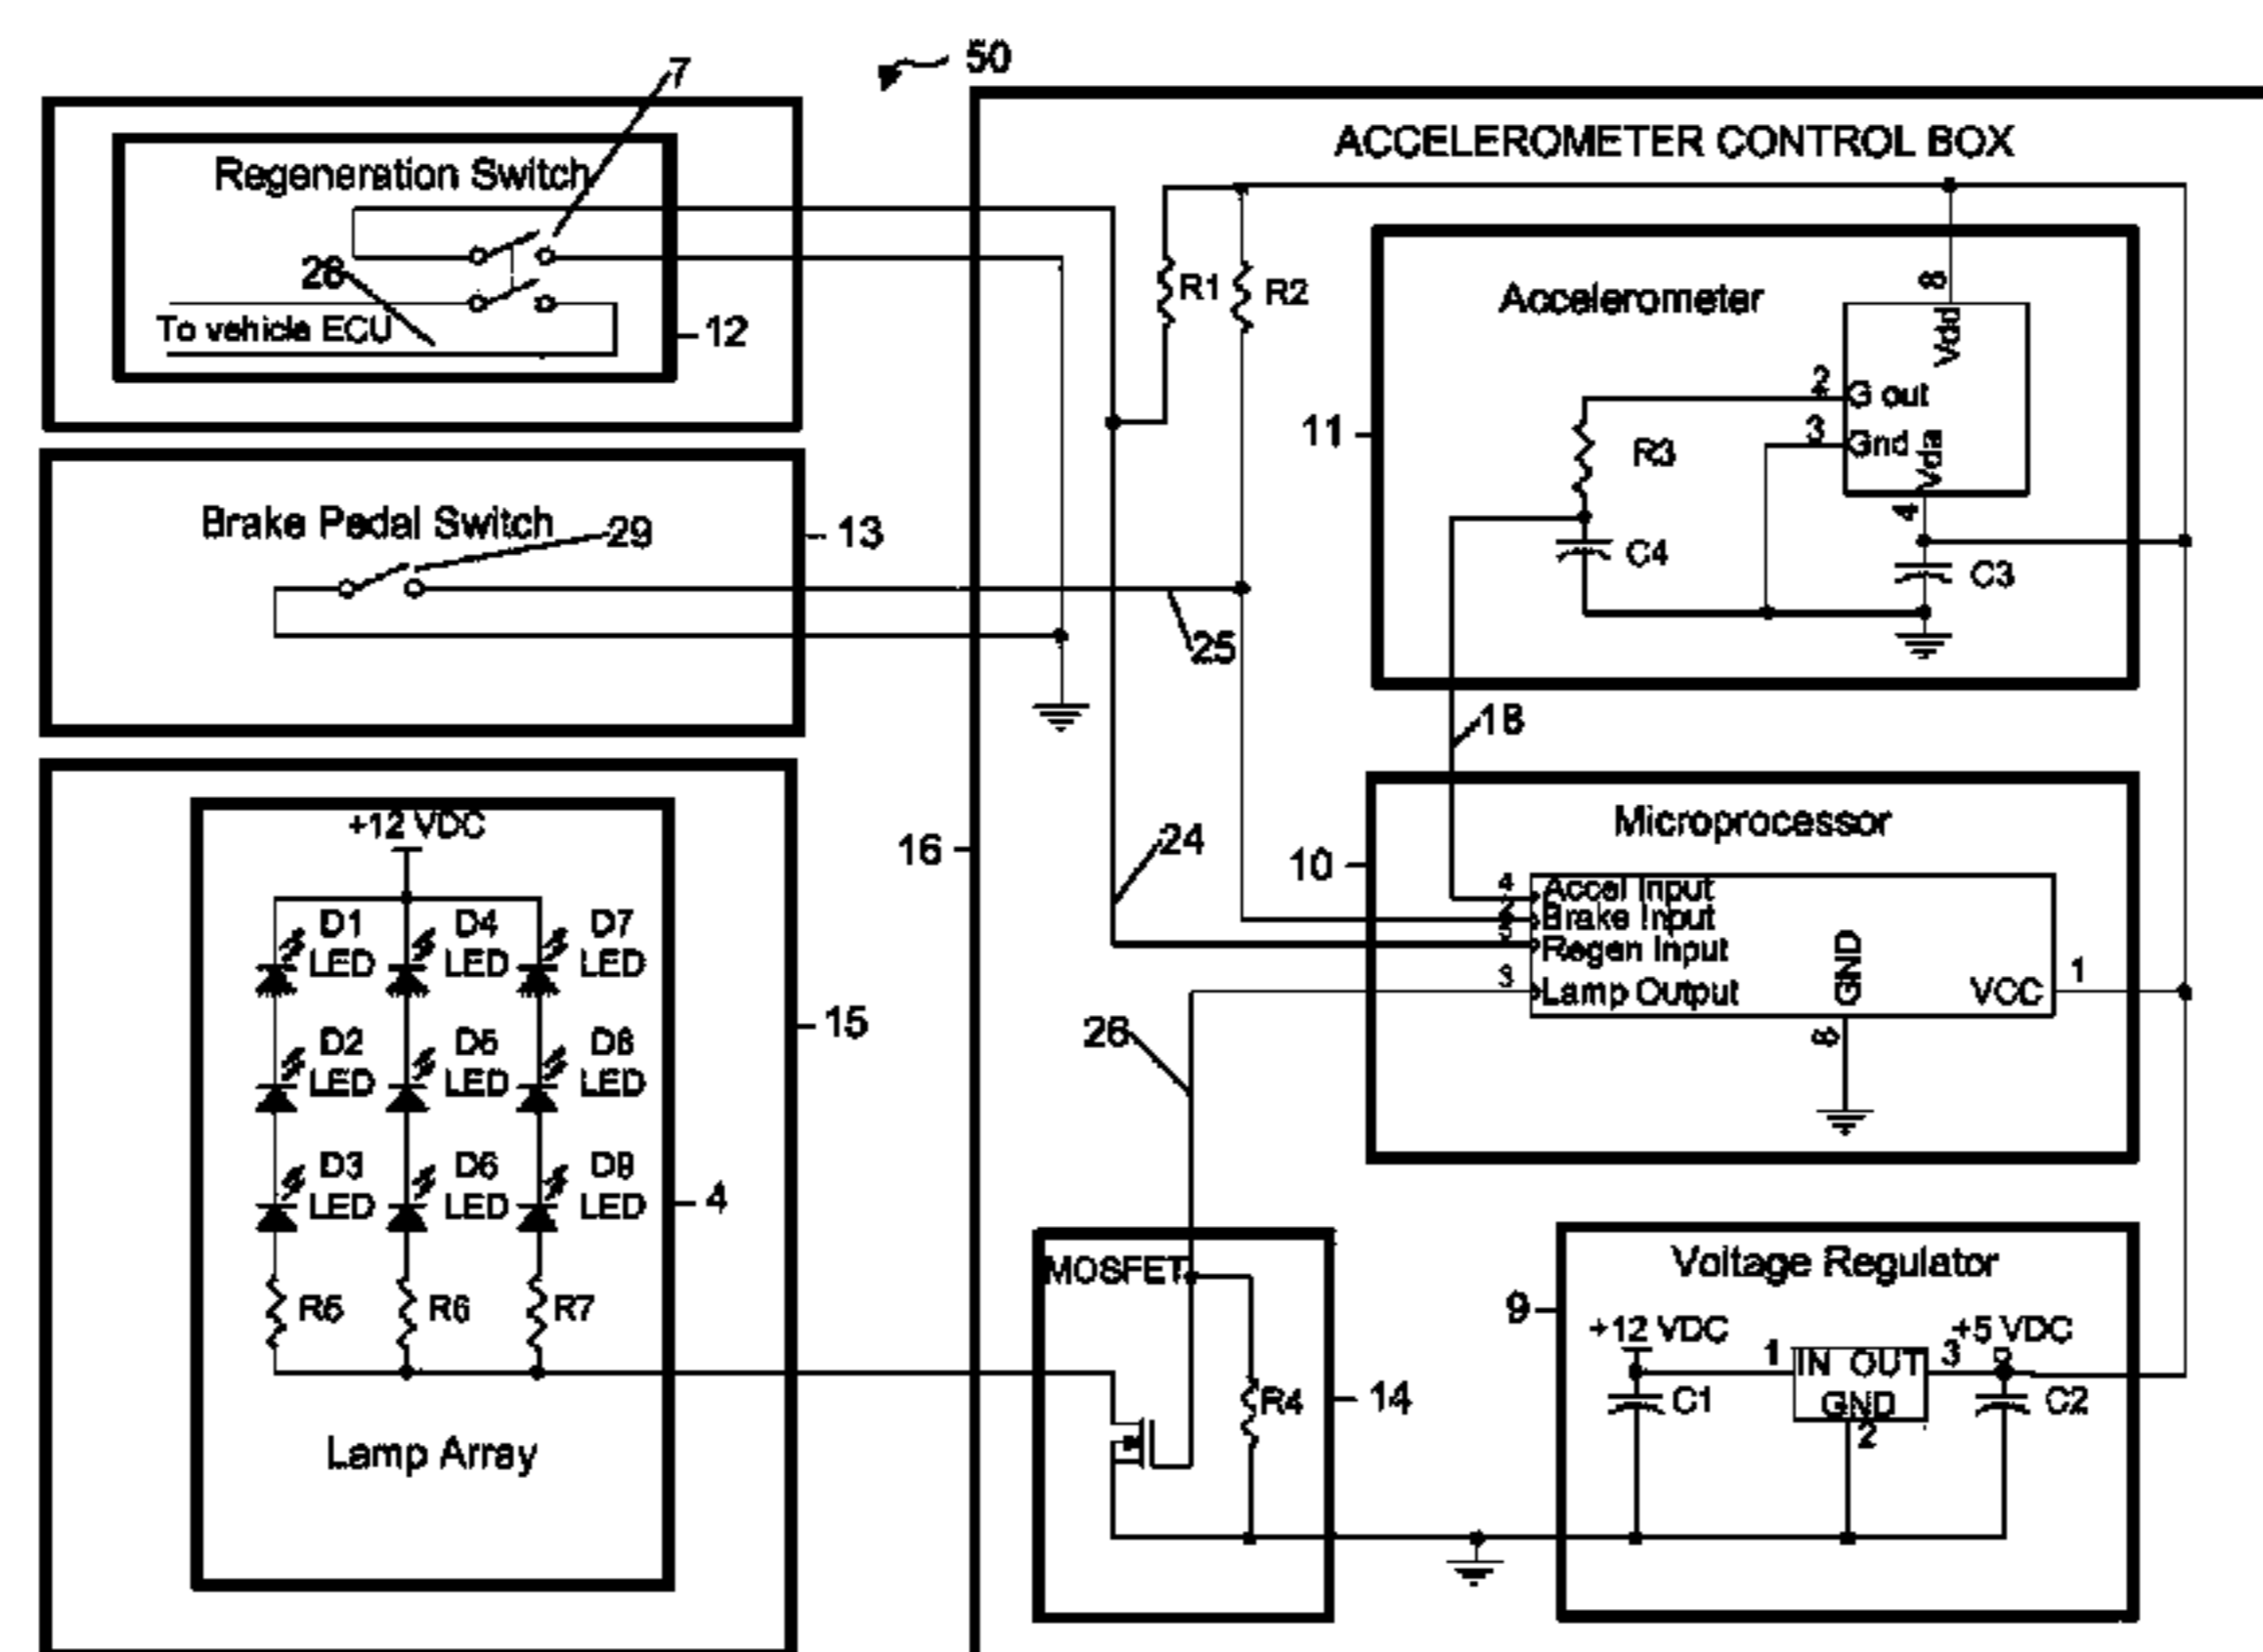 50
7
ACCELEROMETER CONTROL BOX
Regeneration Switch
28
To vehicle ECU
12
R1
R2
Accelerometer
8
Vdd
2
G out
3
Gnd
Vda
4
11
R3
C4
C3
Brake Pedal Switch
29
13
25
18
Microprocessor
16
24
10
4
Accel Input
Brake Input
5
Regen Input
3
Lamp Output
GND
8
VCC
1
26
+12 VDC
D1
LED
D4
LED
D7
LED
D2
LED
D5
LED
D8
LED
D3
LED
D6
LED
D9
LED
15
4
R5
R6
R7
Lamp Array
MOSFET
R4
14
Voltage Regulator
9
+12 VDC
+5 VDC
1
IN
OUT
3
GND
2
C1
C2